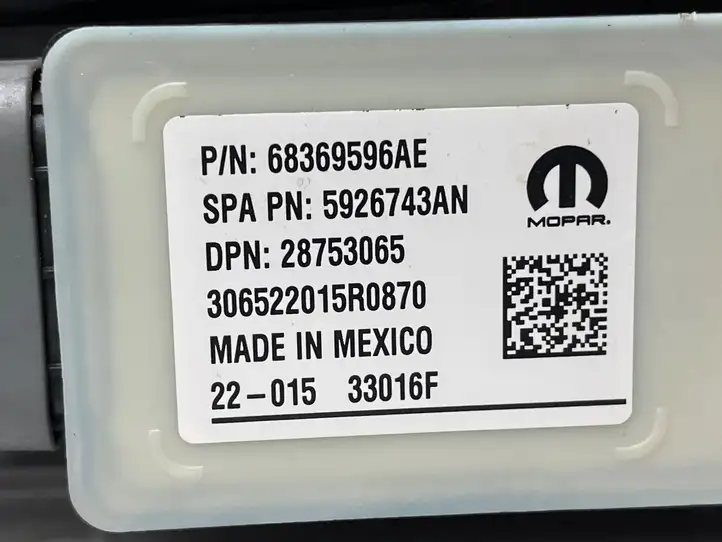 P/N: 68369596AE
SPA PN: 5926743AN
DPN: 28753065
306522015R0870
MADE IN MEXICO
22-015 33016F
MOPAR.